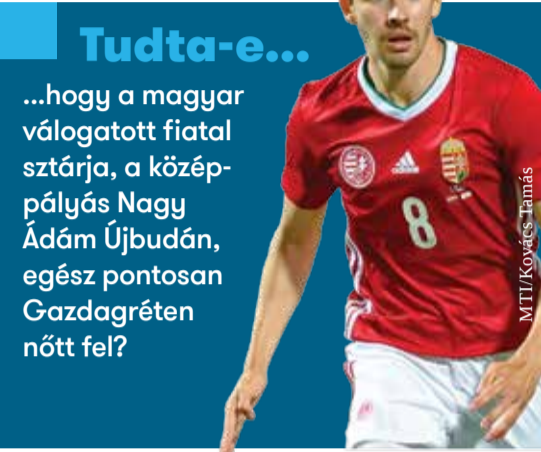 Tudta-e...
...hogy a magyar
válogatott fiatal
sztárja, a közép-
pályás Nagy
Ádám Újbudán,
egész pontosan
Gazdagréten
nőtt fel?
8
MTI/Kovács Tamás